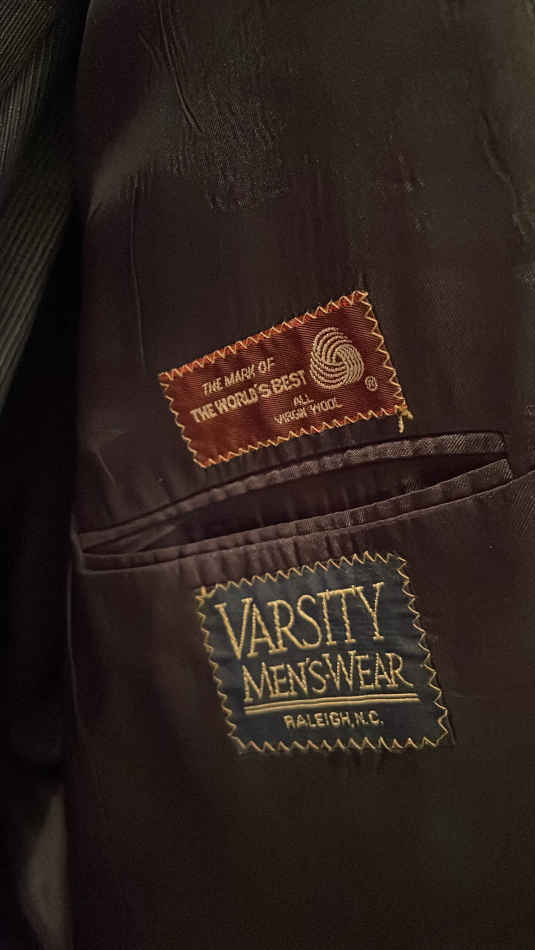 THE MARK OF
THE WORLD'S BEST
ALL
VIRGIN WOOL
®
VARSITY
MEN'S-WEAR
RALEIGH, N.C.